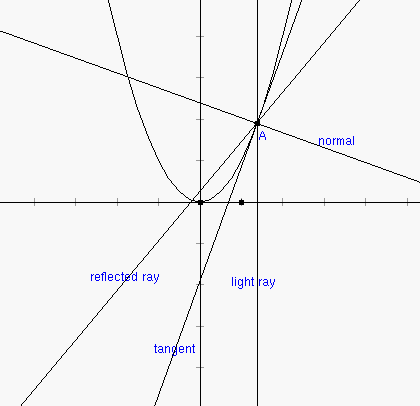 A
normal
reflected ray
light ray
tangent